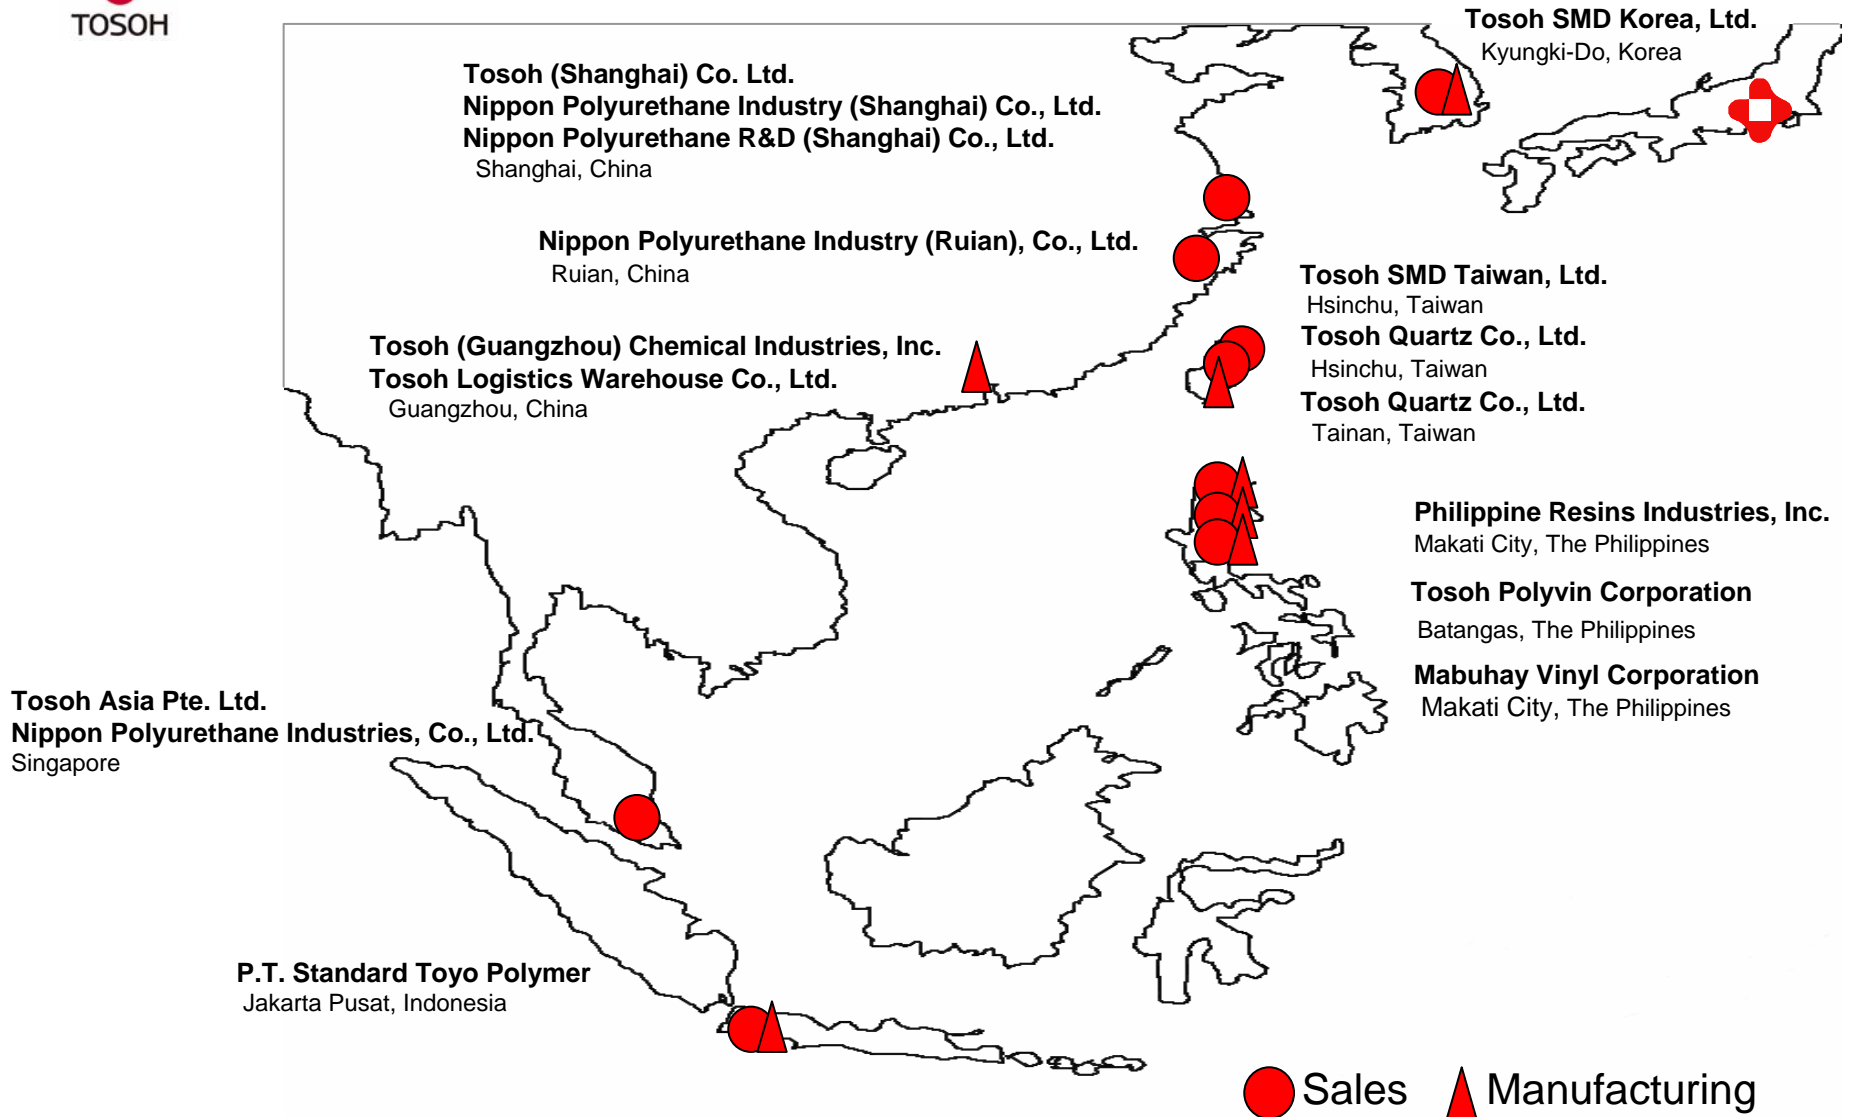 TOSOH
Tosoh SMD Korea, Ltd.
Kyungki-Do, Korea
Tosoh (Shanghai) Co. Ltd.
Nippon Polyurethane Industry (Shanghai) Co., Ltd.
Nippon Polyurethane R&D (Shanghai) Co., Ltd.
Shanghai, China
Nippon Polyurethane Industry (Ruian), Co., Ltd.
Ruian, China
Tosoh SMD Taiwan, Ltd.
Hsinchu, Taiwan
Tosoh Quartz Co., Ltd.
Hsinchu, Taiwan
Tosoh Quartz Co., Ltd.
Tainan, Taiwan
Tosoh (Guangzhou) Chemical Industries, Inc.
Tosoh Logistics Warehouse Co., Ltd.
Guangzhou, China
Philippine Resins Industries, Inc.
Makati City, The Philippines
Tosoh Polyvin Corporation
Batangas, The Philippines
Mabuhay Vinyl Corporation
Makati City, The Philippines
Tosoh Asia Pte. Ltd.
Nippon Polyurethane Industries, Co., Ltd.
Singapore
P.T. Standard Toyo Polymer
Jakarta Pusat, Indonesia
Sales
Manufacturing